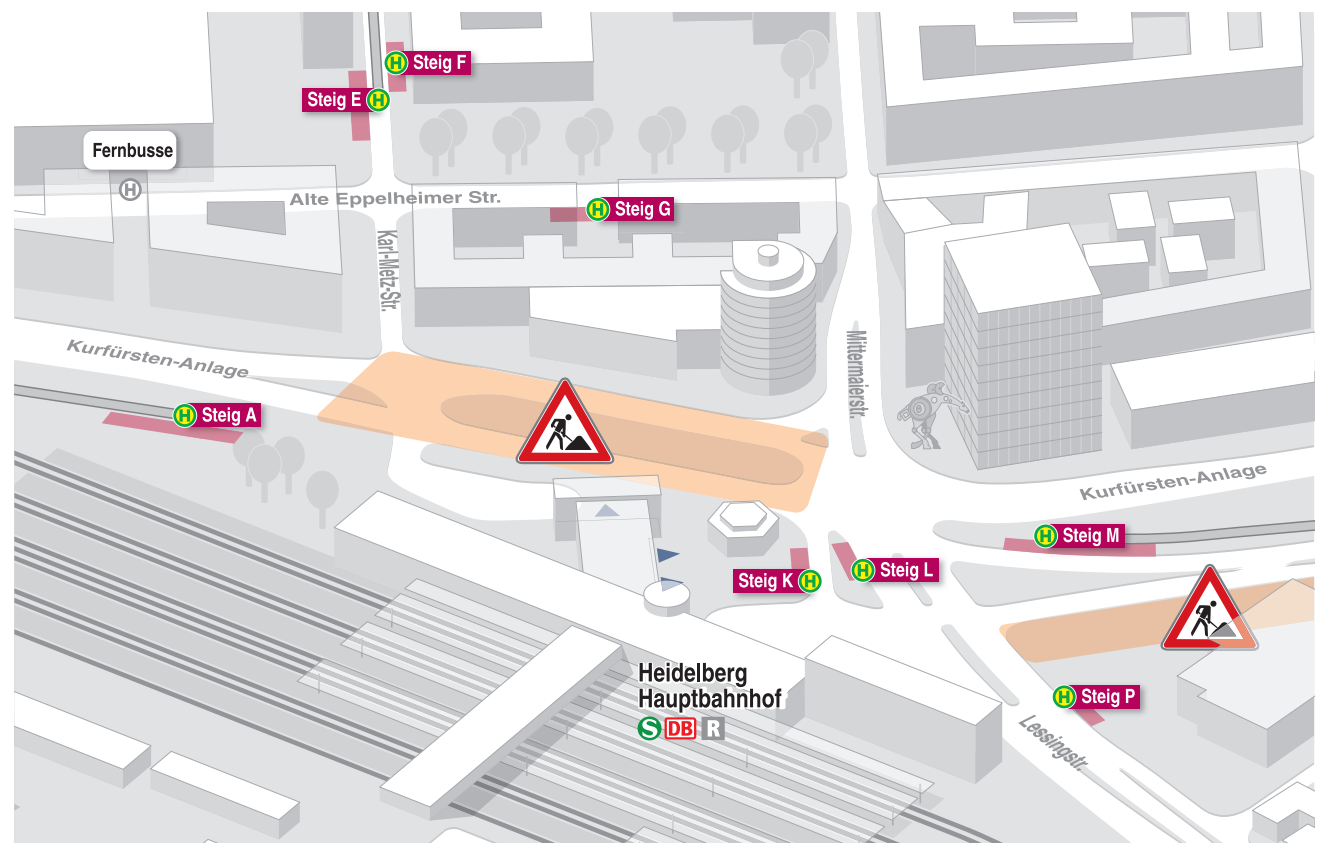 H Steig F
Steig E H
Fernbusse
H
Alte Eppelheimer Str.
H Steig G
Karl-Metz-Str.
Kurfürsten-Anlage
Mittermaierstr.
H Steig A
Kurfürsten-Anlage
H Steig M
Steig K H
H Steig L
Heidelberg
Hauptbahnhof
S DB R
H Steig P
Lessingstr.